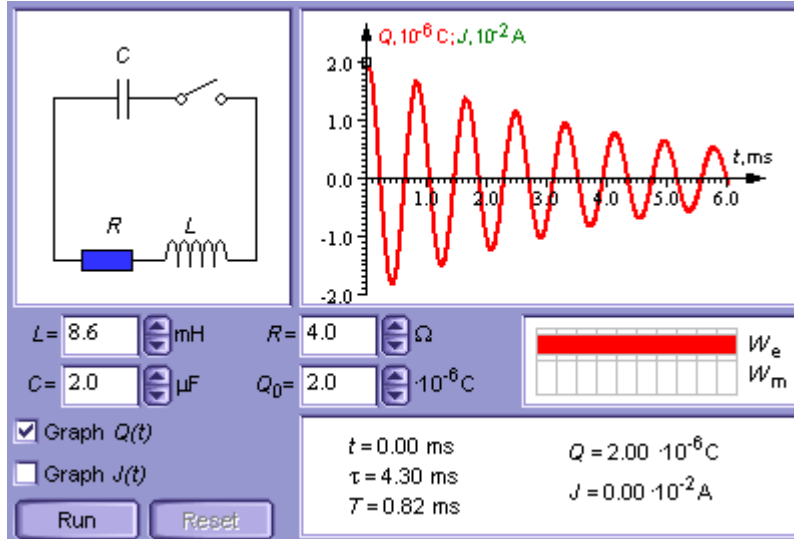 C
R L
Q, 10⁻⁶ C; J, 10⁻² A
2.0
1.0
0.0
-1.0
-2.0
1.0 2.0 3.0 4.0 5.0 6.0
t, ms
L= 8.6 mH R= 4.0 Ω
C= 2.0 μF Q₀= 2.0 ·10⁻⁶C
Wₑ
Wₘ
Graph Q(t)
Graph J(t)
Run Reset
t = 0.00 ms
τ = 4.30 ms
T = 0.82 ms
Q = 2.00 ·10⁻⁶C
J = 0.00 ·10⁻²A